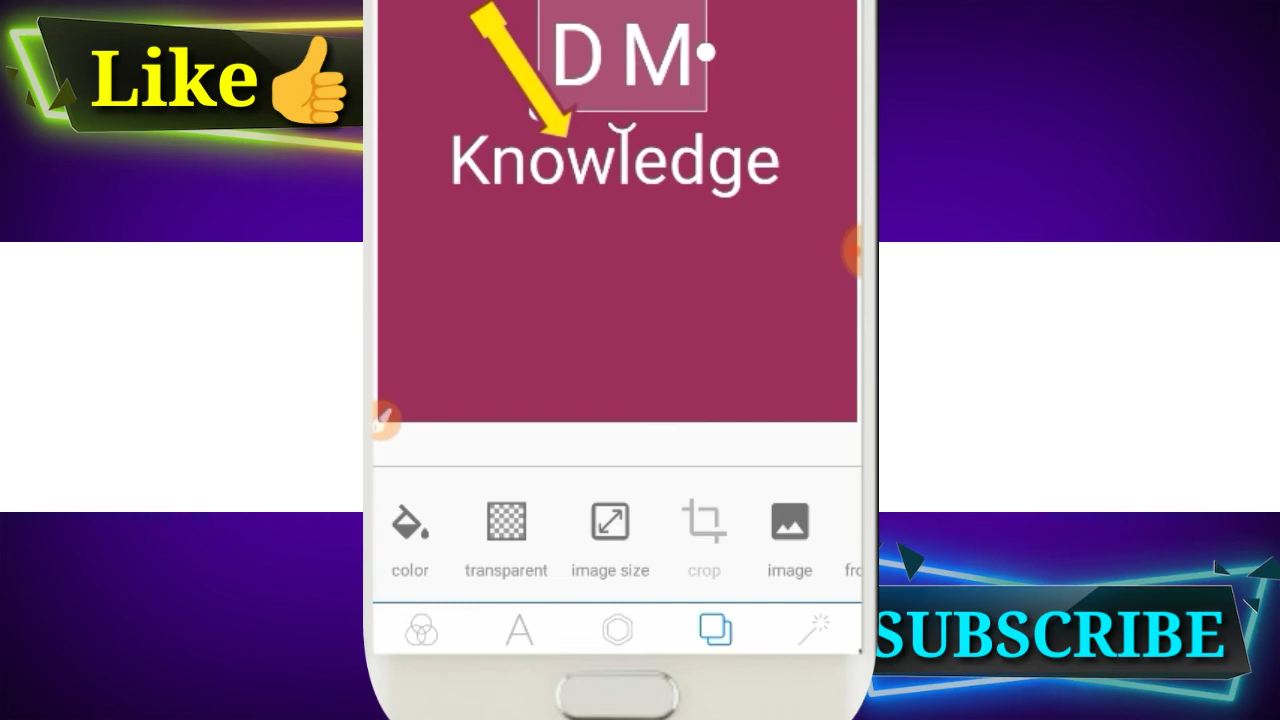 Like
D M
Knowledge
color transparent image size crop image
SUBSCRIBE